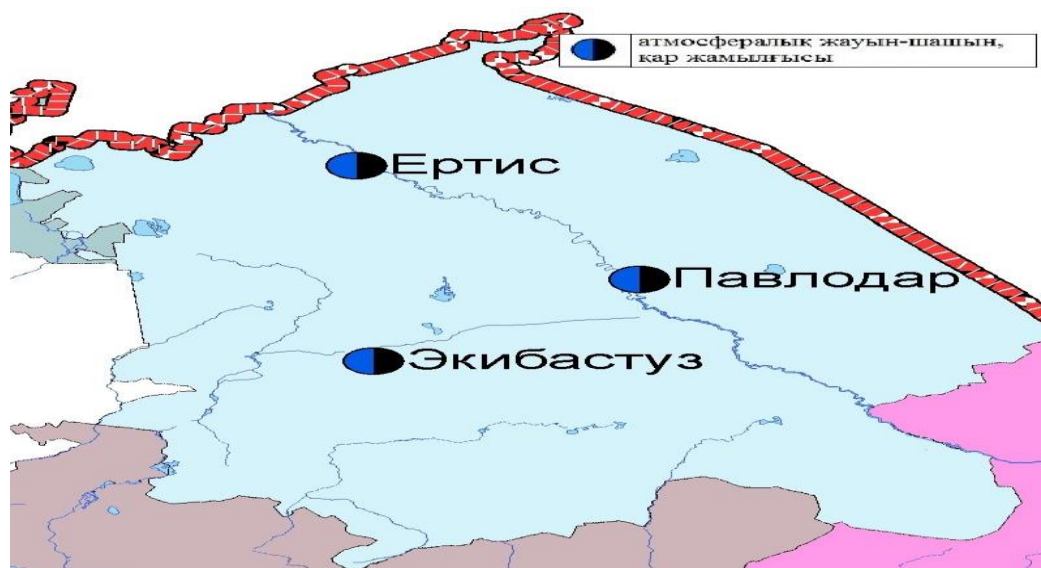 атмосфералық жауын-шашын,
қар жамылғысы
Ертис
Павлодар
Экибастуз